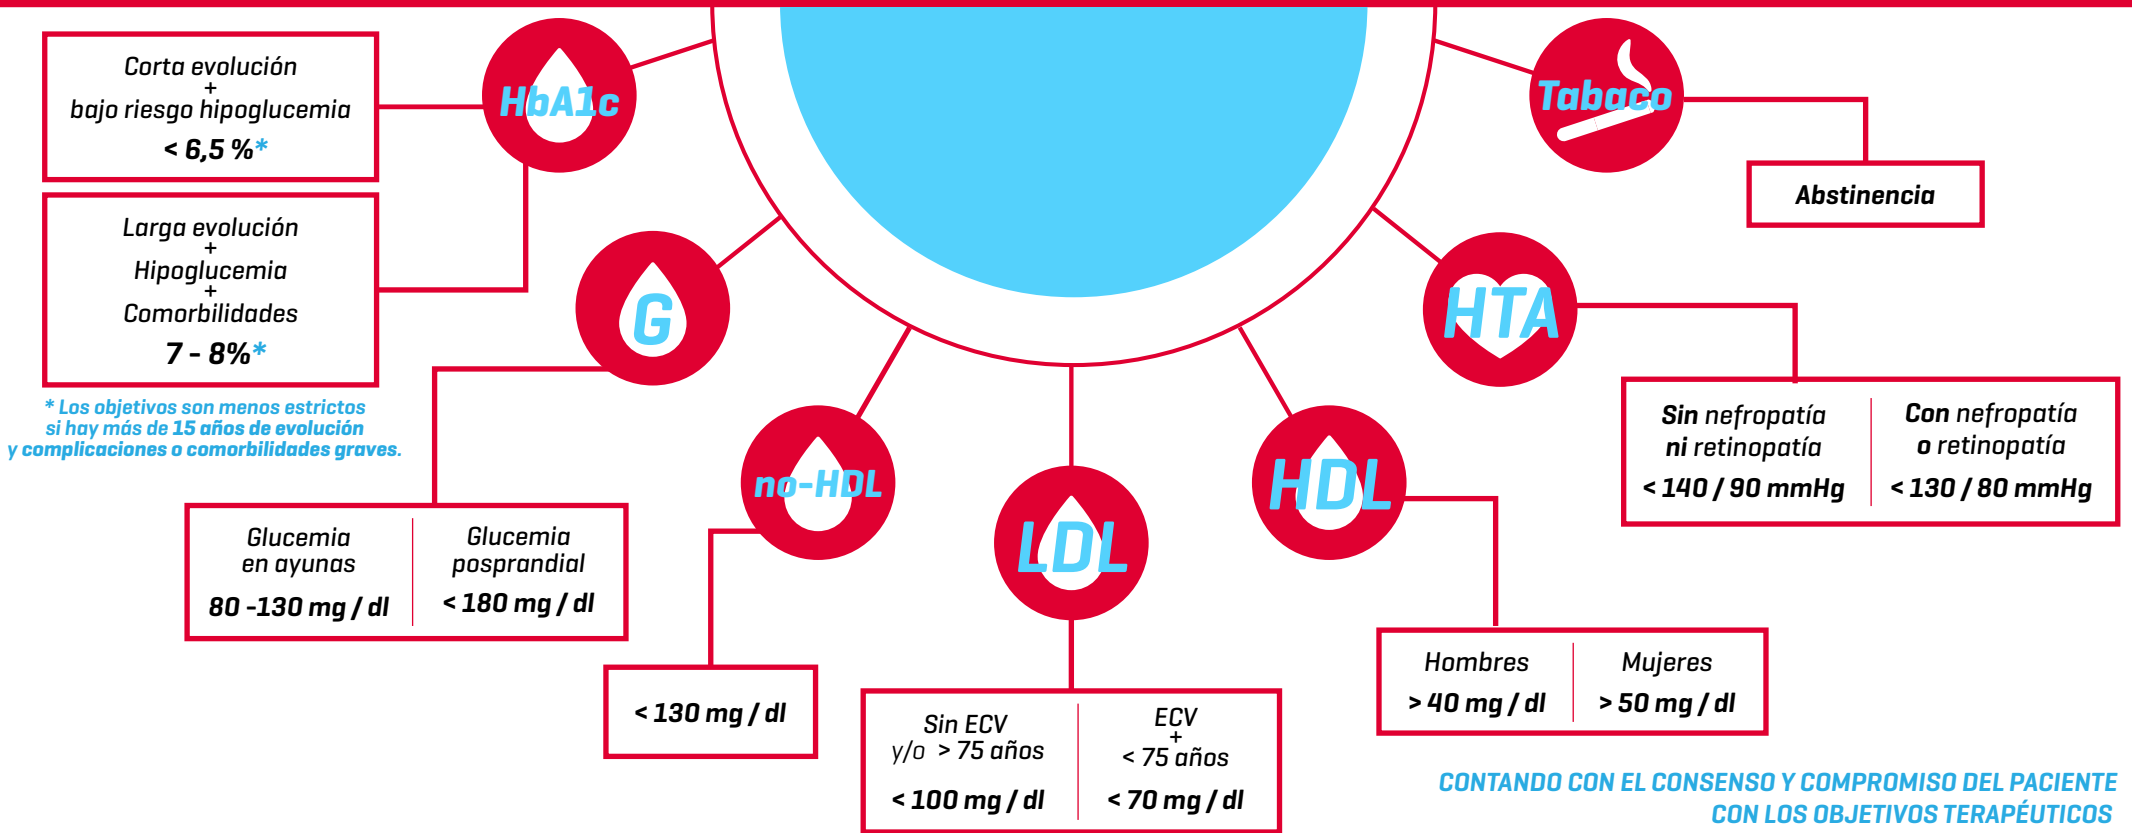 Corta evolución
+
bajo riesgo hipoglucemia
< 6,5 %*
HbA1c
Larga evolución
+
Hipoglucemia
+
Comorbilidades
7 - 8%*
* Los objetivos son menos estrictos
si hay más de 15 años de evolución
y complicaciones o comorbilidades graves.
G
Glucemia
en ayunas
80 -130 mg / dl
Glucemia
posprandial
< 180 mg / dl
no-HDL
< 130 mg / dl
LDL
Sin ECV
y/o > 75 años
< 100 mg / dl
ECV
+
< 75 años
< 70 mg / dl
HDL
Hombres
> 40 mg / dl
Mujeres
> 50 mg / dl
HTA
Sin nefropatía
ni retinopatía
< 140 / 90 mmHg
Con nefropatía
o retinopatía
< 130 / 80 mmHg
Tabaco
Abstinencia
CONTANDO CON EL CONSENSO Y COMPROMISO DEL PACIENTE
CON LOS OBJETIVOS TERAPÉUTICOS